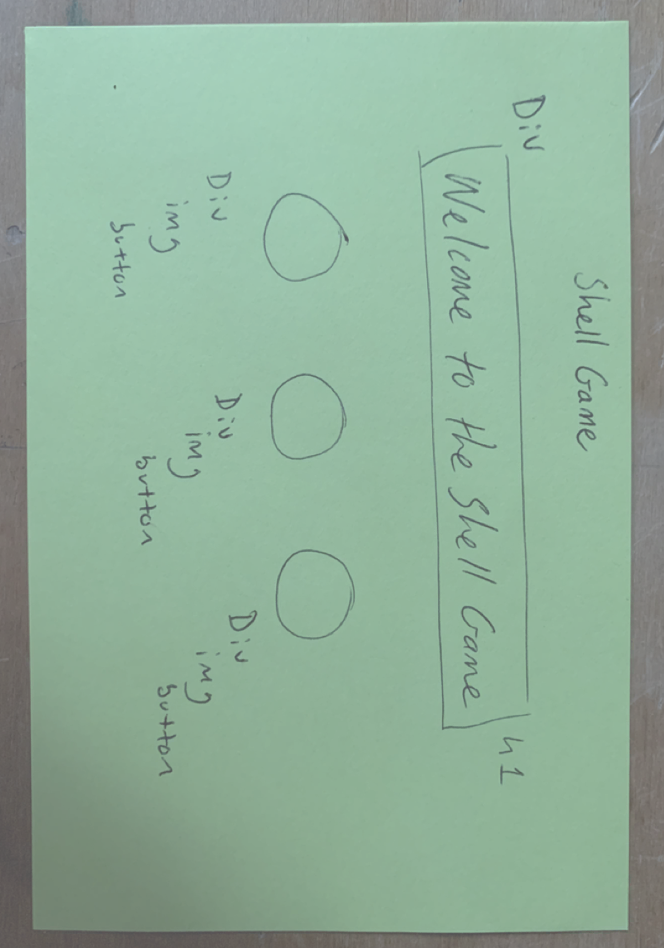 Shell Game
Div
Welcome to the Shell Game
h1
Div
img
button
Div
img
button
Div
img
button